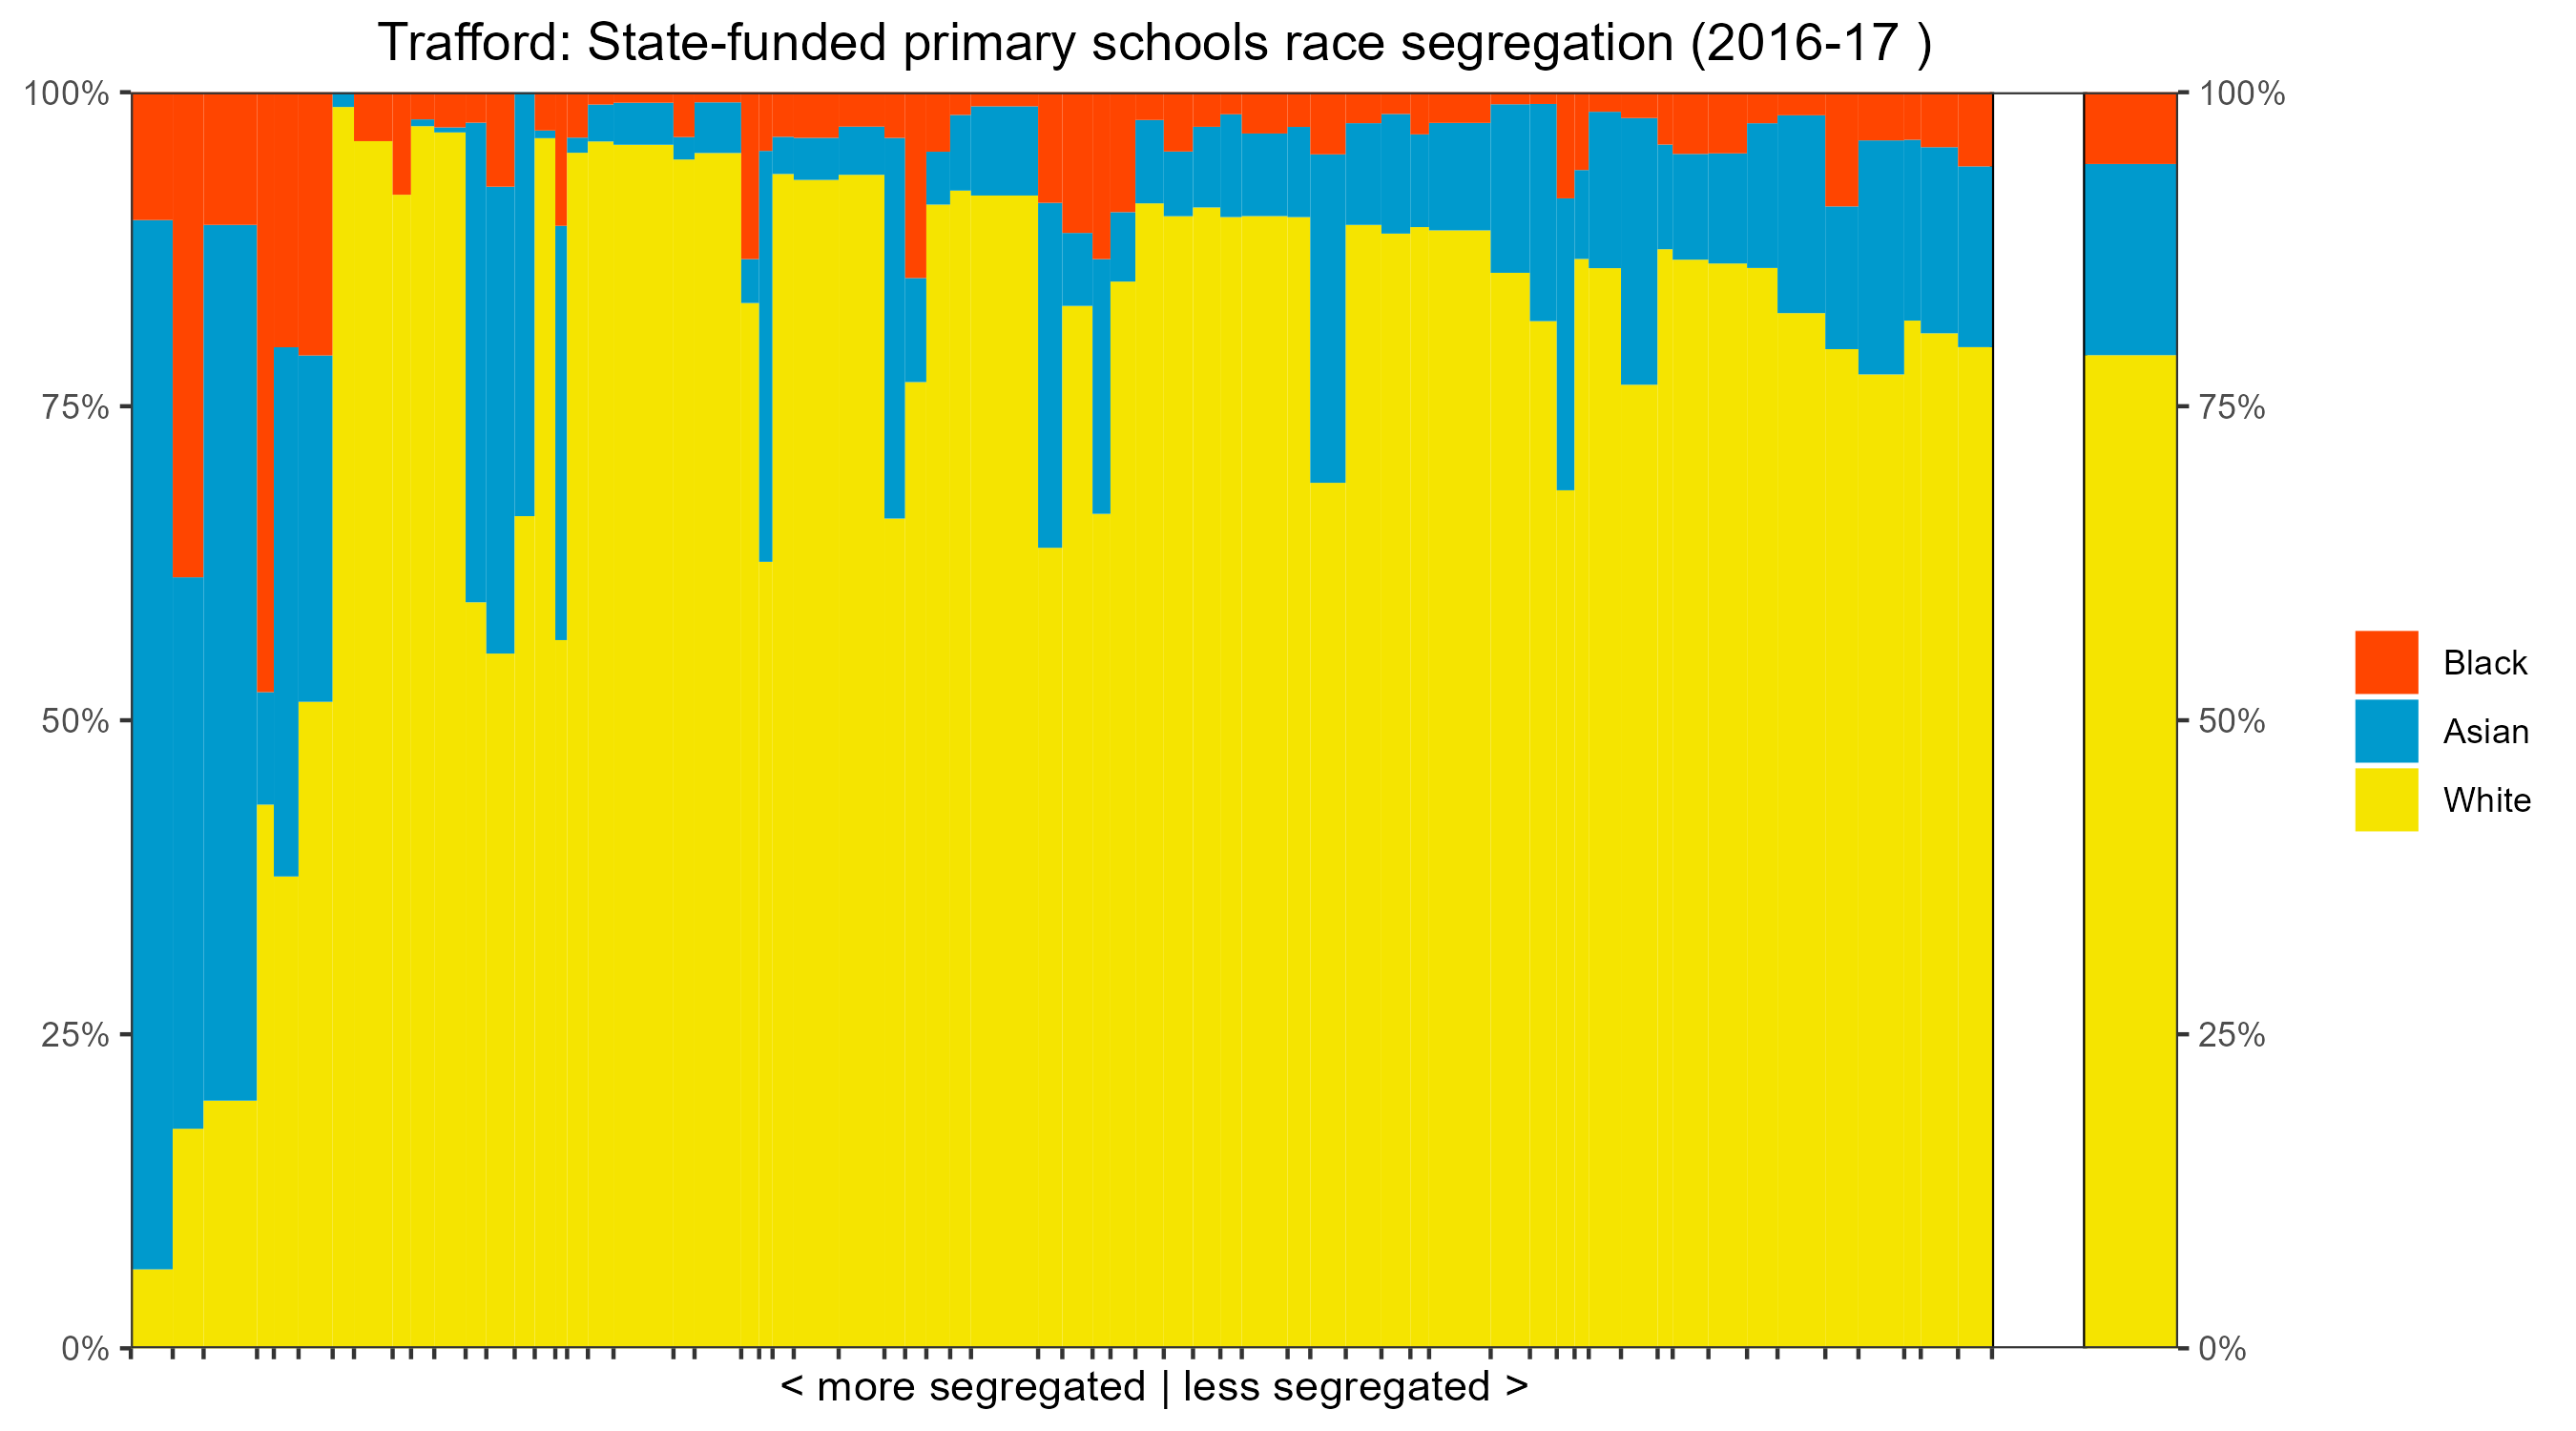 Trafford: State-funded primary schools race segregation (2016-17 )
100%
75%
50%
25%
0%
100%
75%
50%
25%
0%
Black
Asian
White
< more segregated | less segregated >